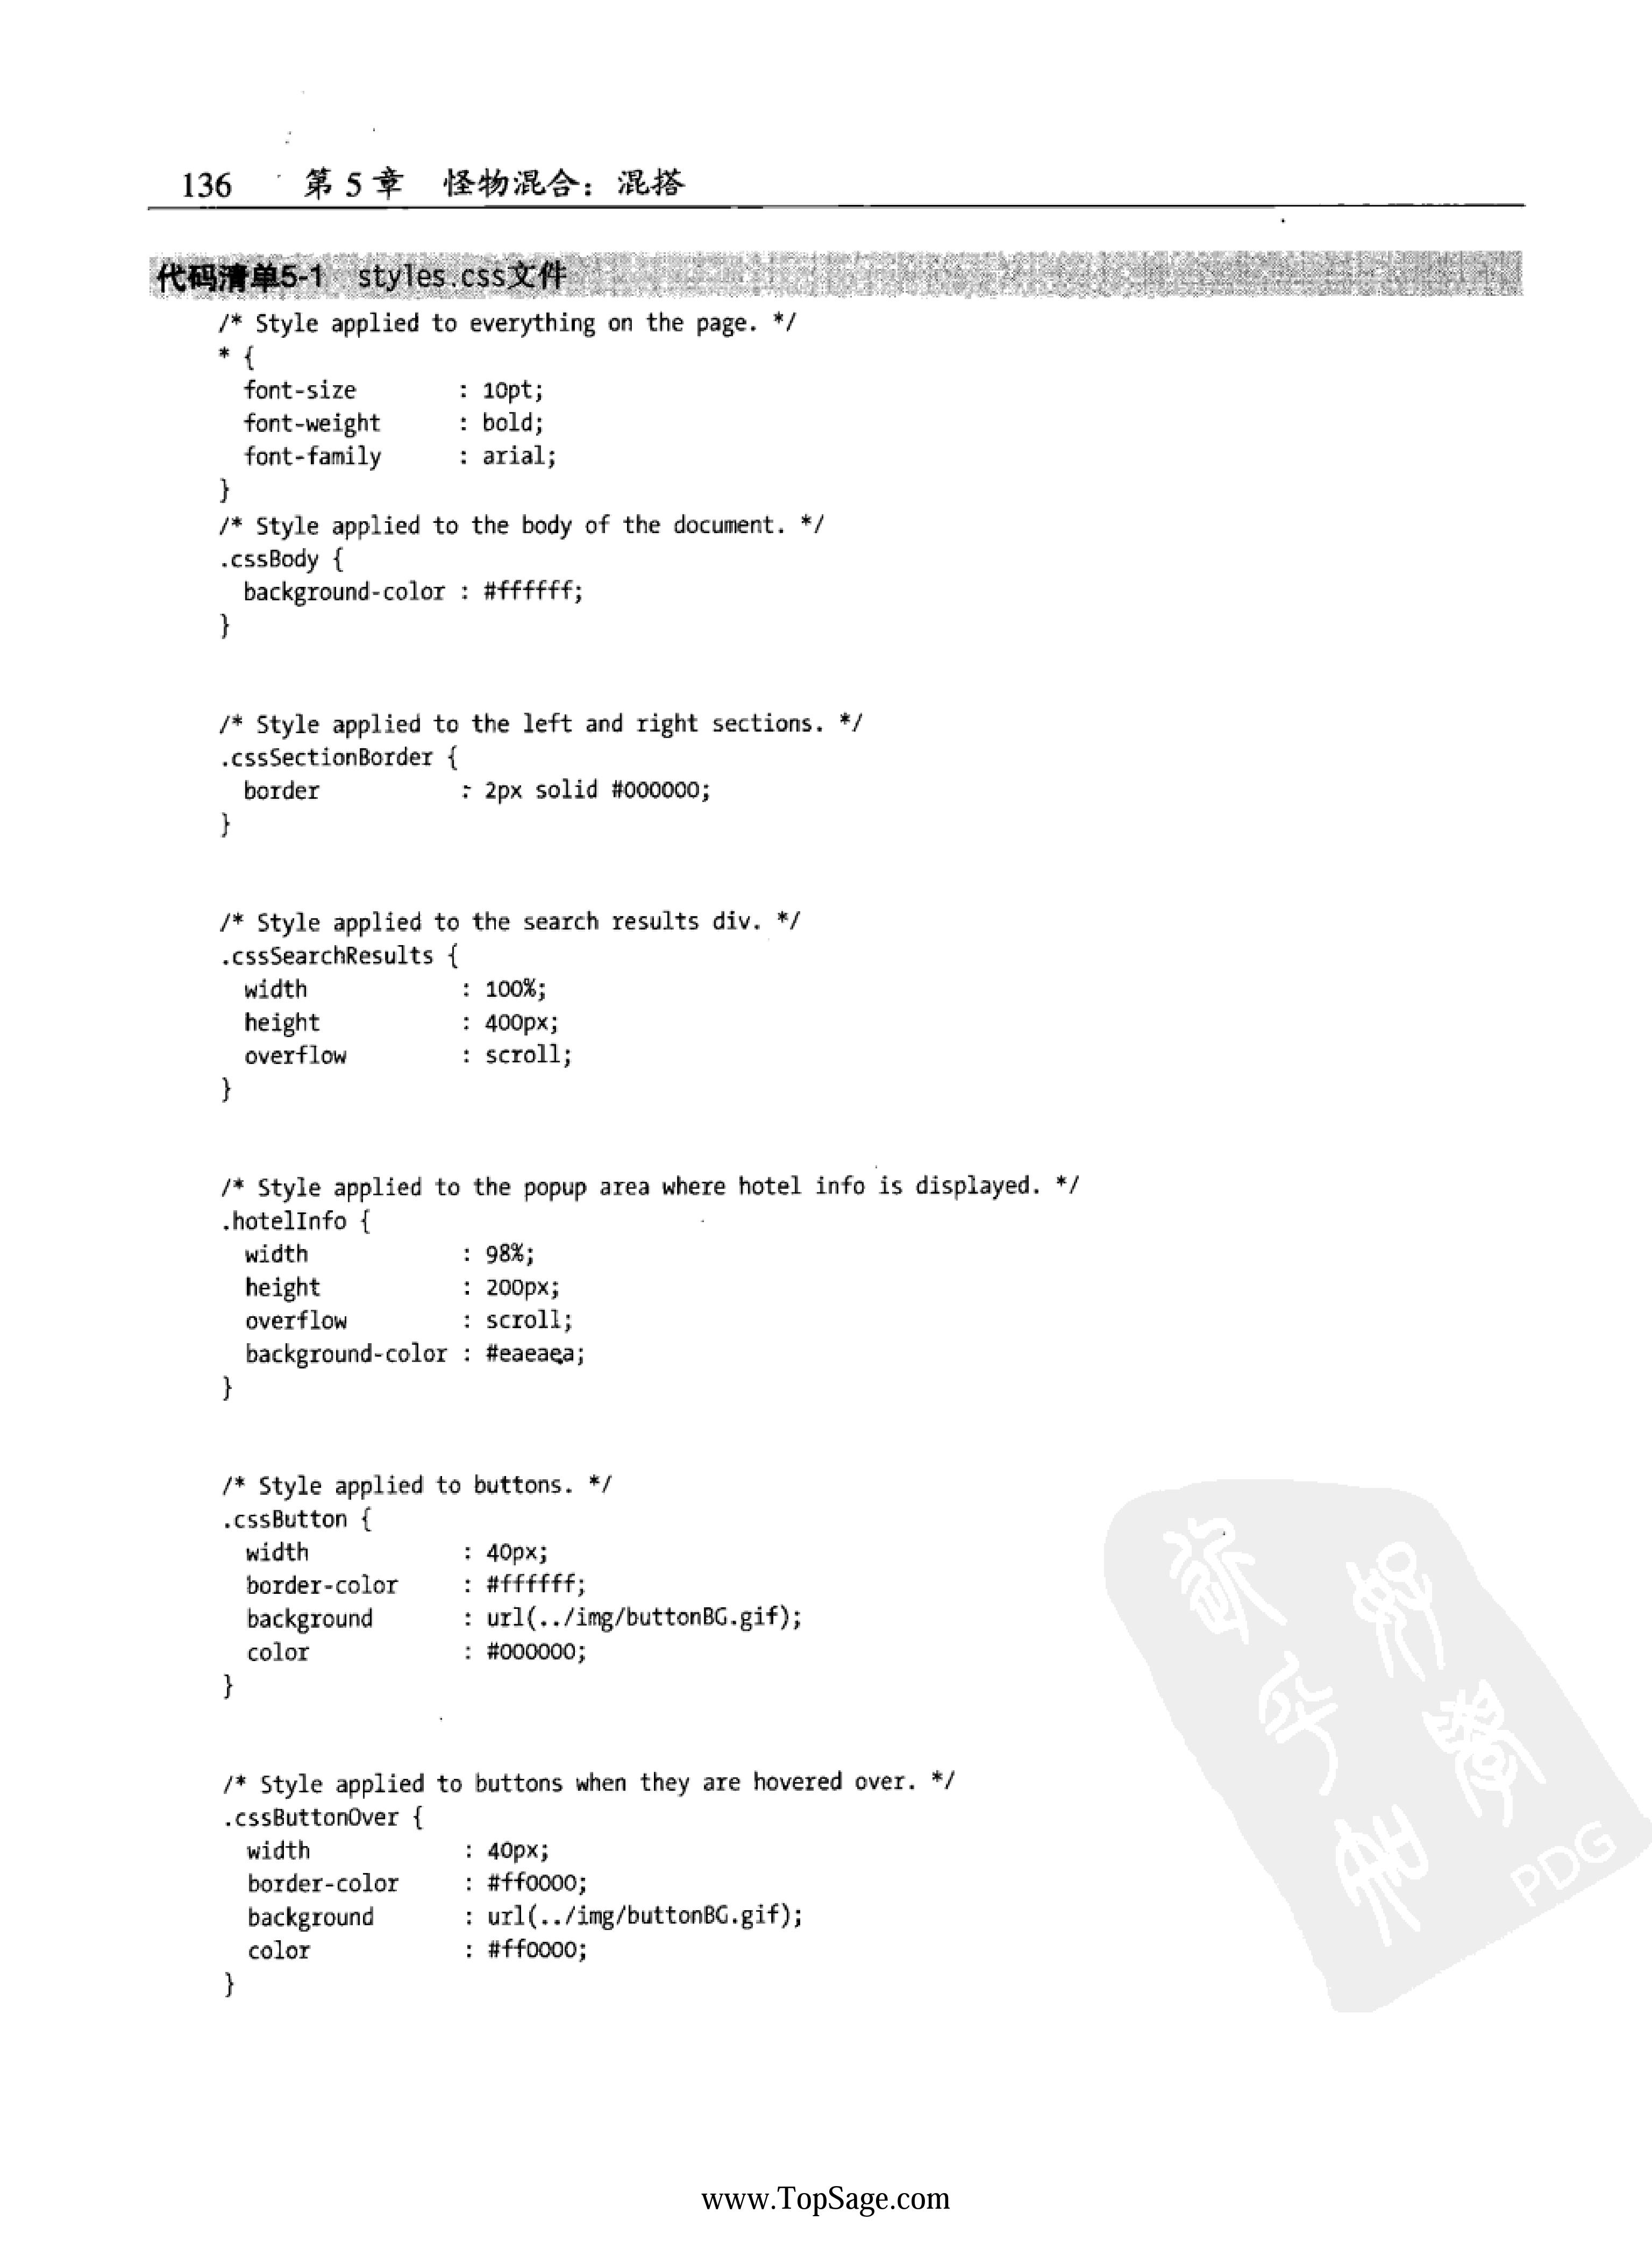 136 第 5 章 怪物混合：混搭
代码清单5-1 styles.css文件
/* Style applied to everything on the page. */
* {
  font-size : 10pt;
  font-weight : bold;
  font-family : arial;
}
/* Style applied to the body of the document. */
.cssBody {
  background-color : #ffffff;
}
/* Style applied to the left and right sections. */
.cssSectionBorder {
  border : 2px solid #000000;
}
/* Style applied to the search results div. */
.cssSearchResults {
  width : 100%;
  height : 400px;
  overflow : scroll;
}
/* Style applied to the popup area where hotel info is displayed. */
.hotelInfo {
  width : 98%;
  height : 200px;
  overflow : scroll;
  background-color : #eaeaea;
}
/* Style applied to buttons. */
.cssButton {
  width : 40px;
  border-color : #ffffff;
  background : url(../img/buttonBG.gif);
  color : #000000;
}
/* Style applied to buttons when they are hovered over. */
.cssButtonOver {
  width : 40px;
  border-color : #ff0000;
  background : url(../img/buttonBG.gif);
  color : #ff0000;
}
PDG
www.TopSage.com